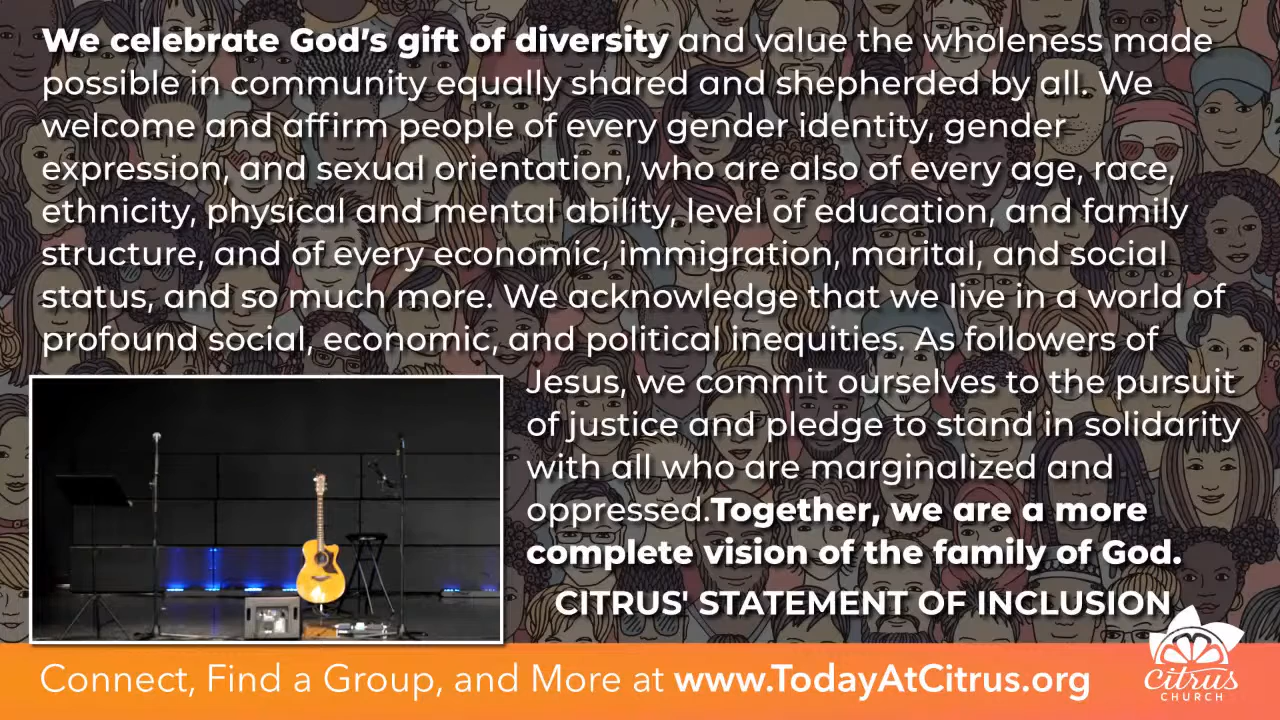 We celebrate God's gift of diversity and value the wholeness made
possible in community equally shared and shepherded by all. We
welcome and affirm people of every gender identity, gender
expression, and sexual orientation, who are also of every age, race,
ethnicity, physical and mental ability, level of education, and family
structure, and of every economic, immigration, marital, and social
status, and so much more. We acknowledge that we live in a world of
profound social, economic, and political inequities. As followers of
Jesus, we commit ourselves to the pursuit
of justice and pledge to stand in solidarity
with all who are marginalized and
oppressed.Together, we are a more
complete vision of the family of God.
CITRUS' STATEMENT OF INCLUSION
Connect, Find a Group, and More at www.TodayAtCitrus.org
citrus
CHURCH